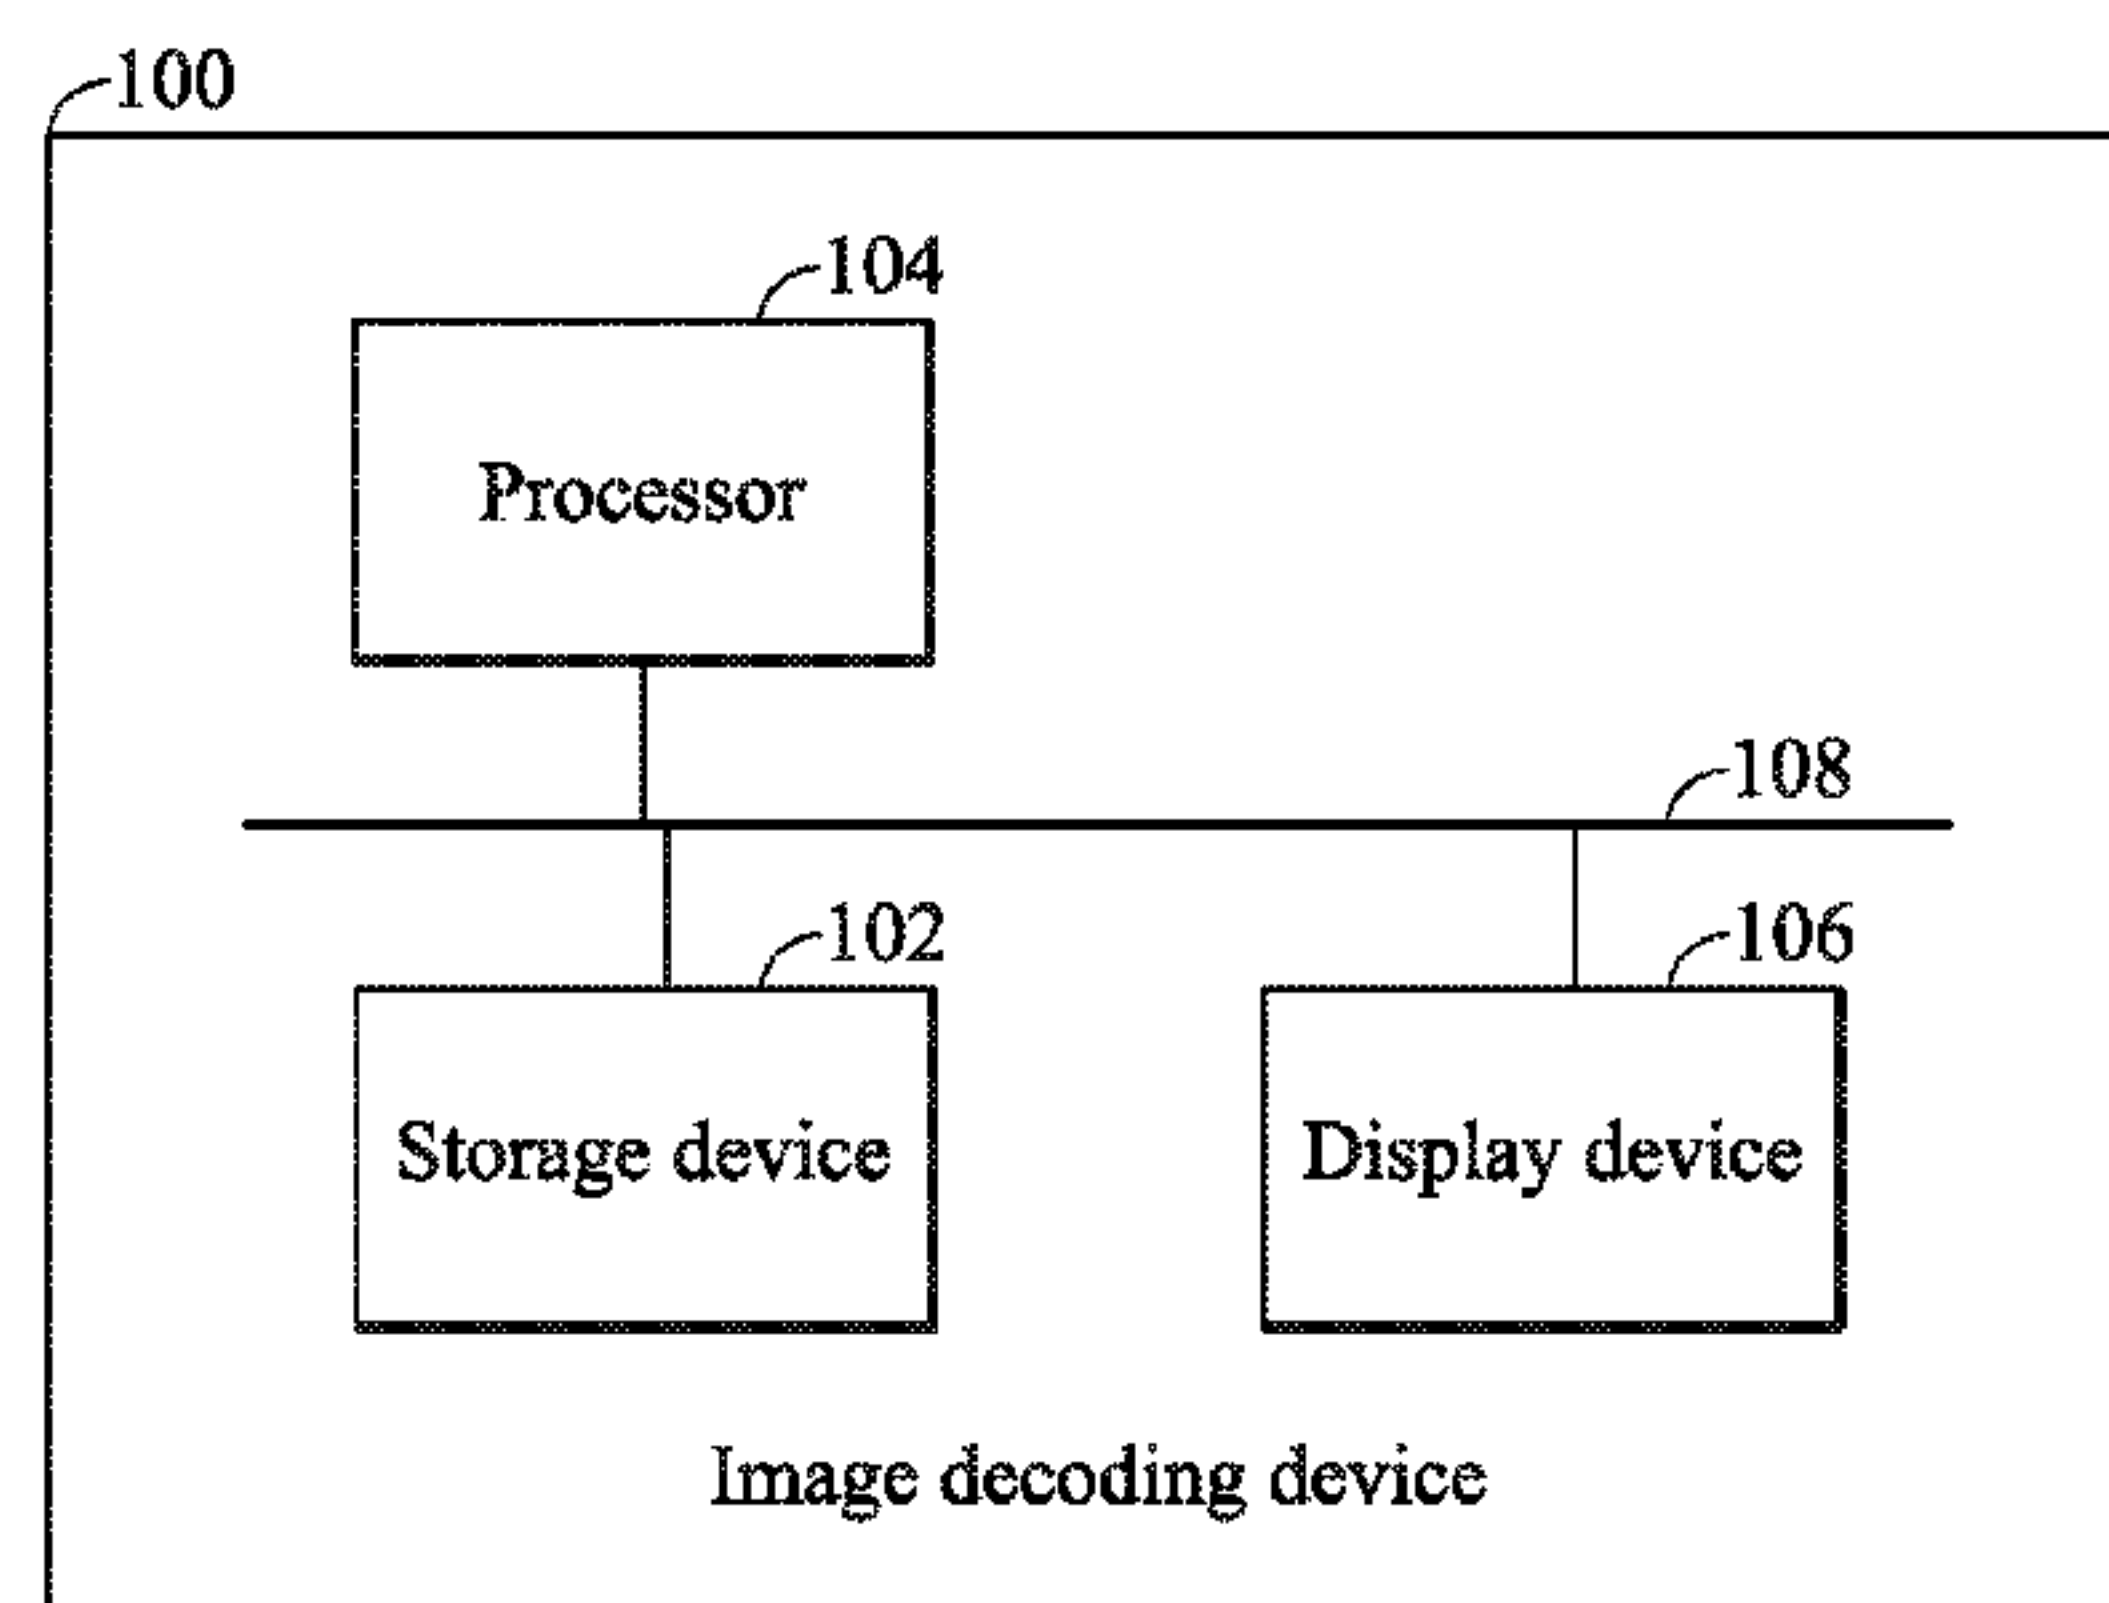 100
104
Processor
108
102
106
Storage device
Display device
Image decoding device